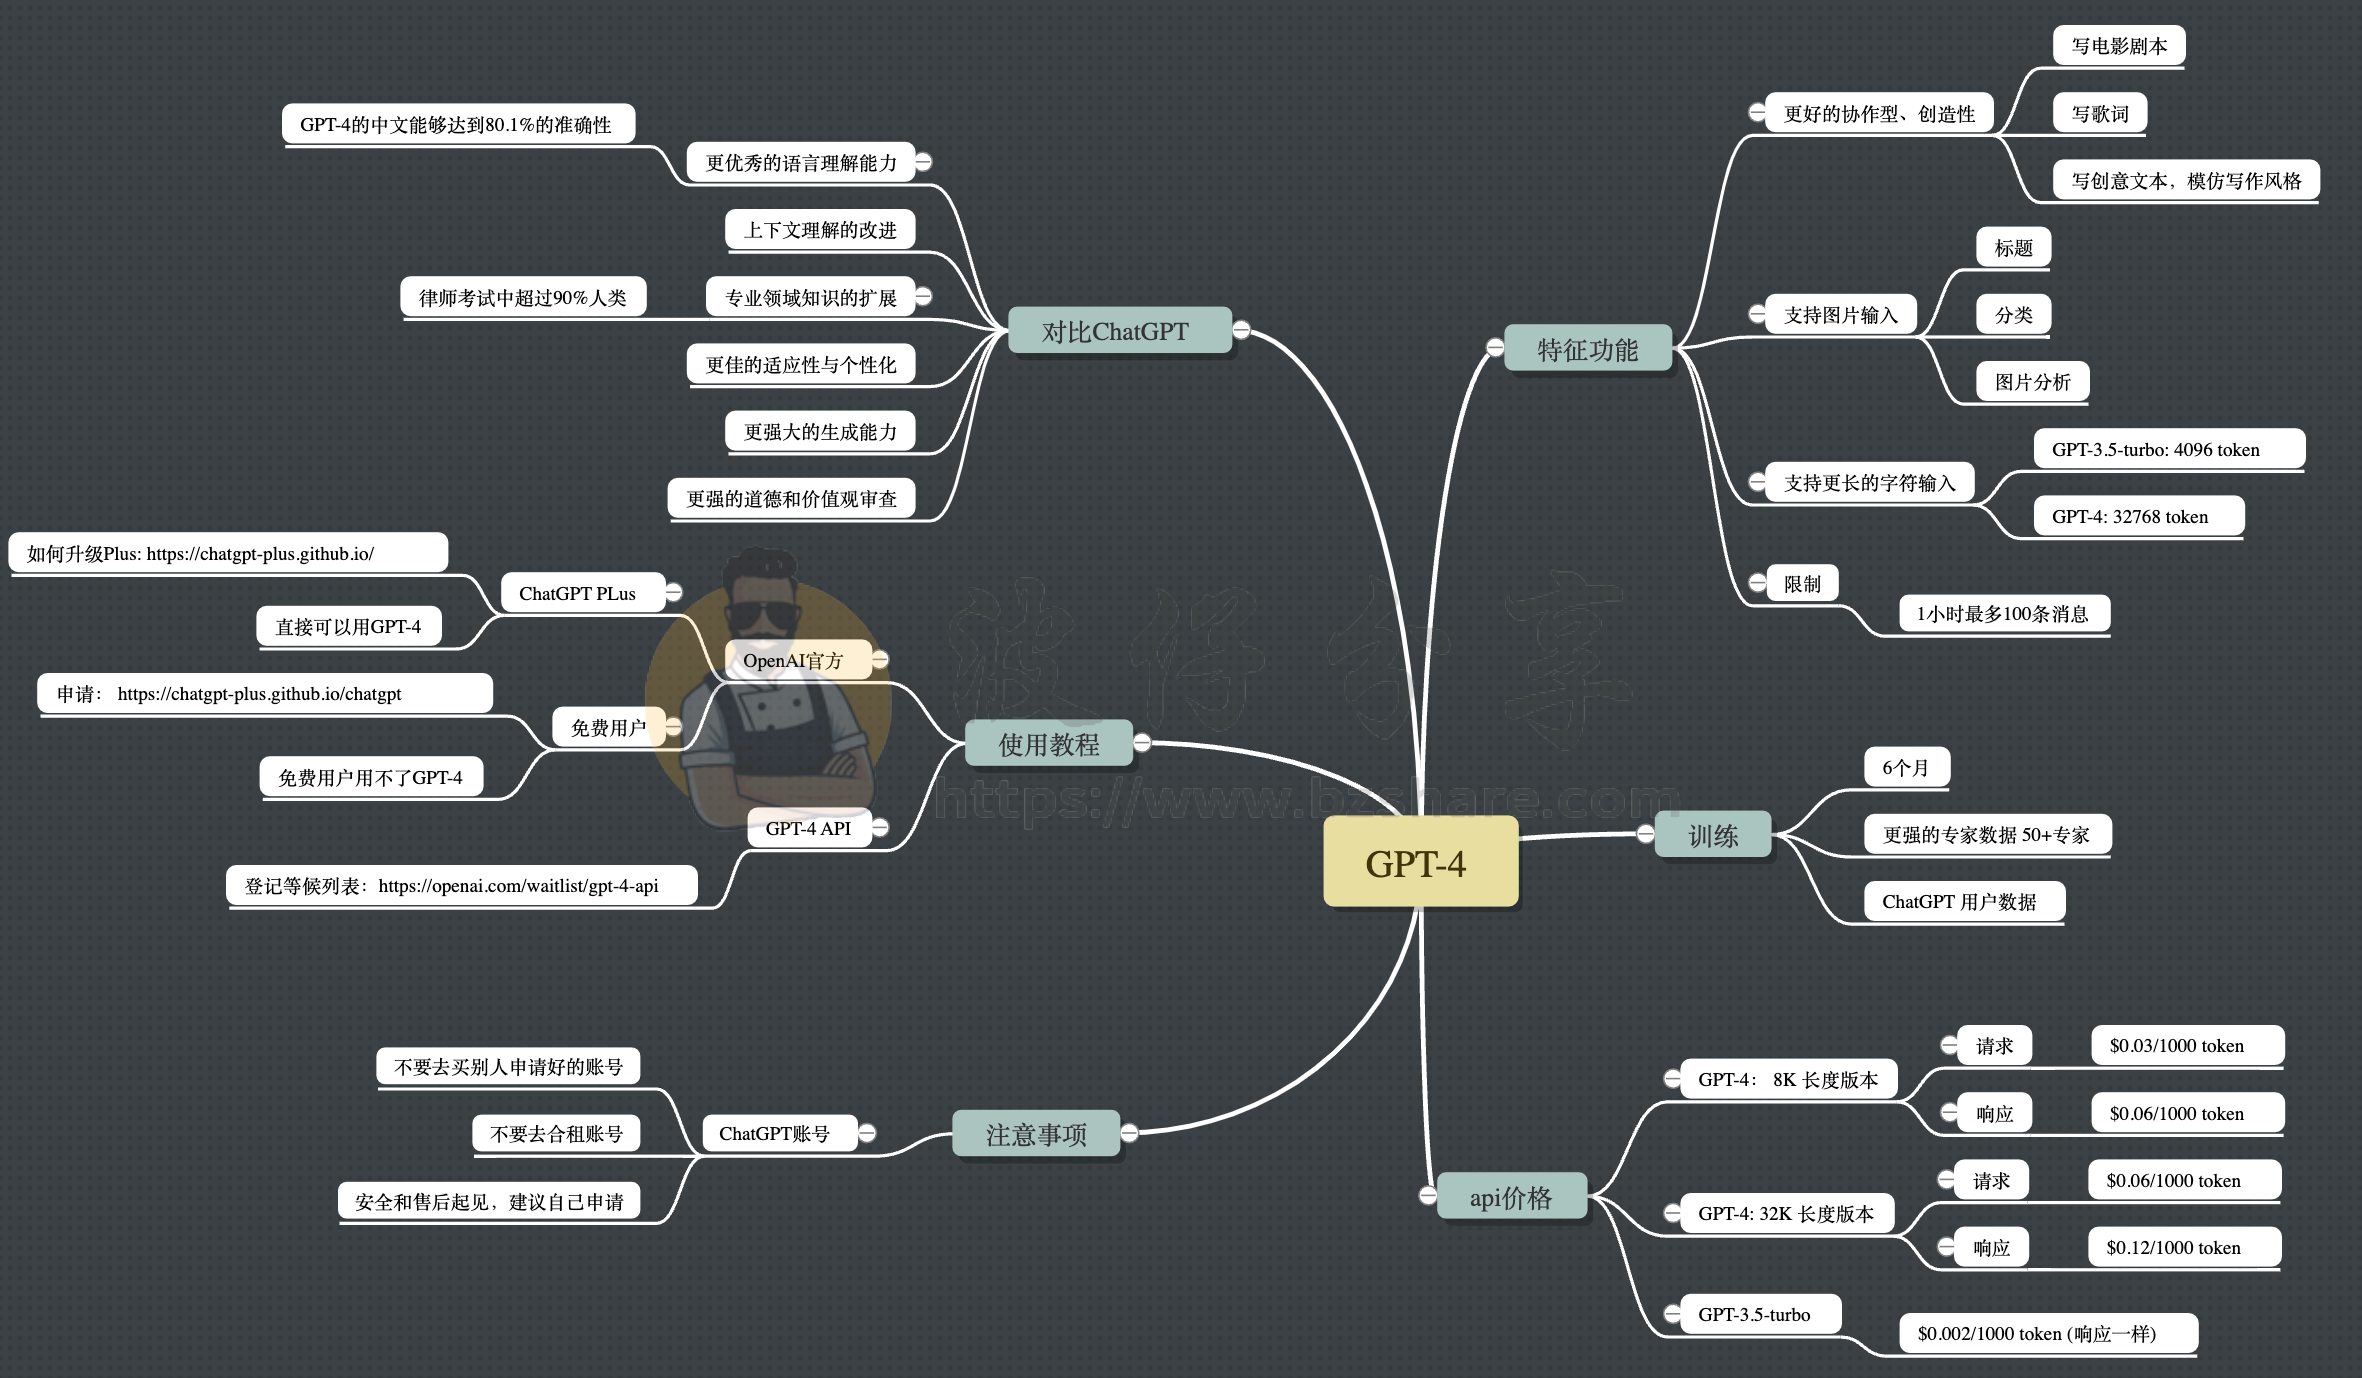 GPT-4
特征功能
更好的协作型、创造性
写电影剧本
写歌词
写创意文本，模仿写作风格
支持图片输入
标题
分类
图片分析
支持更长的字符输入
GPT-3.5-turbo: 4096 token
GPT-4: 32768 token
限制
1小时最多100条消息
训练
6个月
更强的专家数据 50+专家
ChatGPT 用户数据
api价格
GPT-4： 8K 长度版本
请求
$0.03/1000 token
响应
$0.06/1000 token
GPT-4: 32K 长度版本
请求
$0.06/1000 token
响应
$0.12/1000 token
GPT-3.5-turbo
$0.002/1000 token (响应一样)
对比ChatGPT
更优秀的语言理解能力
GPT-4的中文能够达到80.1%的准确性
上下文理解的改进
专业领域知识的扩展
律师考试中超过90%人类
更佳的适应性与个性化
更强大的生成能力
更强的道德和价值观审查
使用教程
OpenAI官方
ChatGPT PLus
如何升级Plus: https://chatgpt-plus.github.io/
直接可以用GPT-4
免费用户
申请： https://chatgpt-plus.github.io/chatgpt
免费用户用不了GPT-4
GPT-4 API
登记等候列表：https://openai.com/waitlist/gpt-4-api
注意事项
ChatGPT账号
不要去买别人申请好的账号
不要去合租账号
安全和售后起见，建议自己申请
https://www.bzshare.com